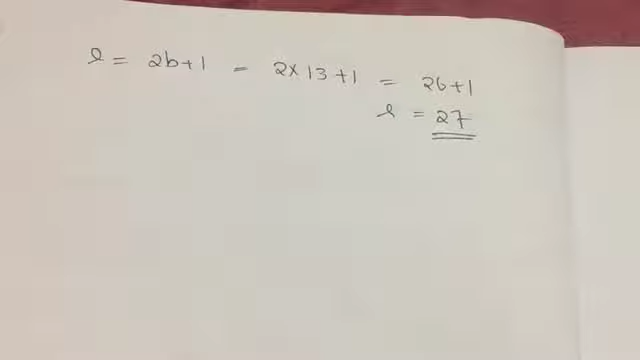 l = 2b+1 = 2×13+1 = 26+1
l = 27